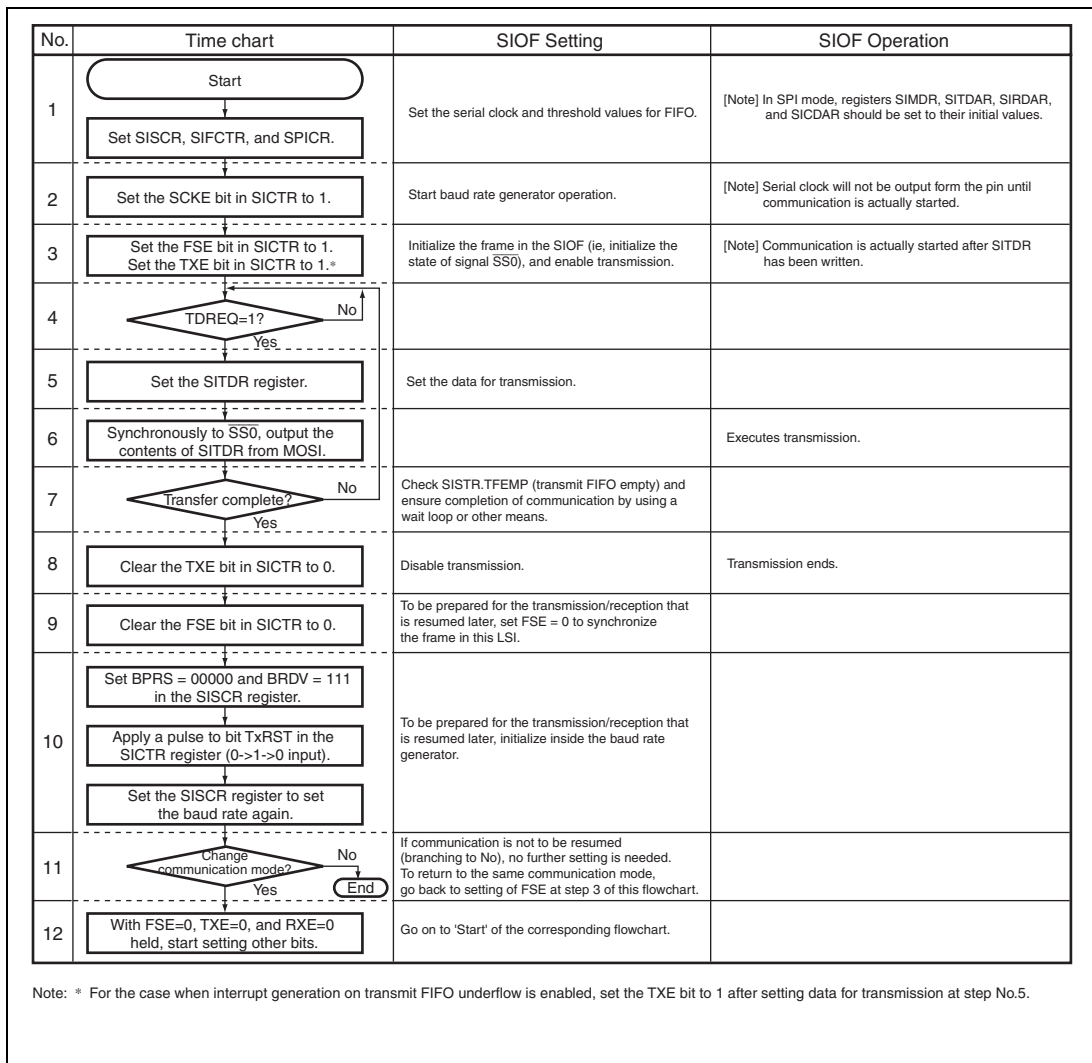 No. Time chart SIOF Setting SIOF Operation
1
Start
Set SISCR, SIFCTR, and SPICR.
Set the serial clock and threshold values for FIFO.
[Note] In SPI mode, registers SIMDR, SITDAR, SIRDAR,
and SICDAR should be set to their initial values.
2
Set the SCKE bit in SICTR to 1.
Start baud rate generator operation.
[Note] Serial clock will not be output form the pin until
communication is actually started.
3
Set the FSE bit in SICTR to 1.
Set the TXE bit in SICTR to 1.*
Initialize the frame in the SIOF (ie, initialize the
state of signal SS0), and enable transmission.
[Note] Communication is actually started after SITDR
has been written.
4
TDREQ=1?
No
Yes
5
Set the SITDR register.
Set the data for transmission.
6
Synchronously to SS0, output the
contents of SITDR from MOSI.
Executes transmission.
7
Transfer complete?
No
Yes
Check SISTR.TFEMP (transmit FIFO empty) and
ensure completion of communication by using a
wait loop or other means.
8
Clear the TXE bit in SICTR to 0.
Disable transmission.
Transmission ends.
9
Clear the FSE bit in SICTR to 0.
To be prepared for the transmission/reception that
is resumed later, set FSE = 0 to synchronize
the frame in this LSI.
10
Set BPRS = 00000 and BRDV = 111
in the SISCR register.
Apply a pulse to bit TxRST in the
SICTR register (0->1->0 input).
Set the SISCR register to set
the baud rate again.
To be prepared for the transmission/reception that
is resumed later, initialize inside the baud rate
generator.
11
Change
communication mode?
No
Yes
End
If communication is not to be resumed
(branching to No), no further setting is needed.
To return to the same communication mode,
go back to setting of FSE at step 3 of this flowchart.
12
With FSE=0, TXE=0, and RXE=0
held, start setting other bits.
Go on to 'Start' of the corresponding flowchart.
Note: * For the case when interrupt generation on transmit FIFO underflow is enabled, set the TXE bit to 1 after setting data for transmission at step No.5.